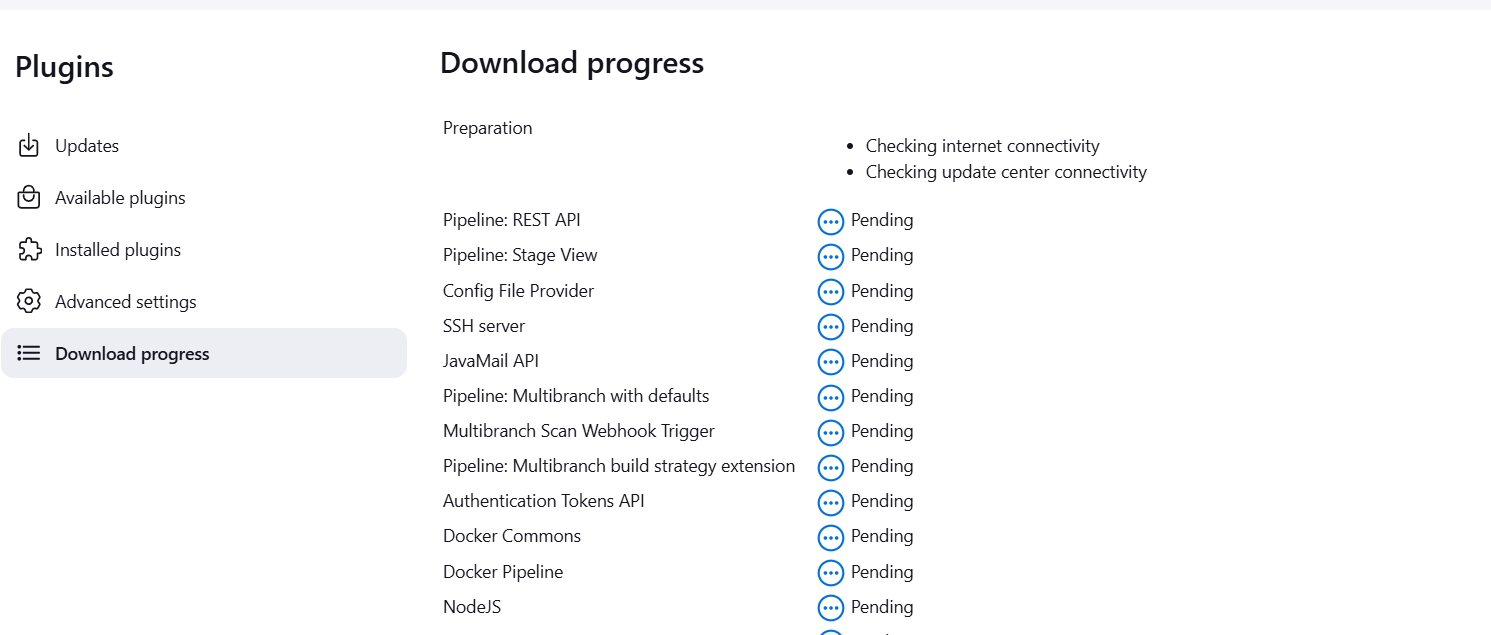 Plugins
Updates
Available plugins
Installed plugins
Advanced settings
Download progress
Download progress
Preparation
Checking internet connectivity
Checking update center connectivity
Pipeline: REST API Pending
Pipeline: Stage View Pending
Config File Provider Pending
SSH server Pending
JavaMail API Pending
Pipeline: Multibranch with defaults Pending
Multibranch Scan Webhook Trigger Pending
Pipeline: Multibranch build strategy extension Pending
Authentication Tokens API Pending
Docker Commons Pending
Docker Pipeline Pending
NodeJS Pending